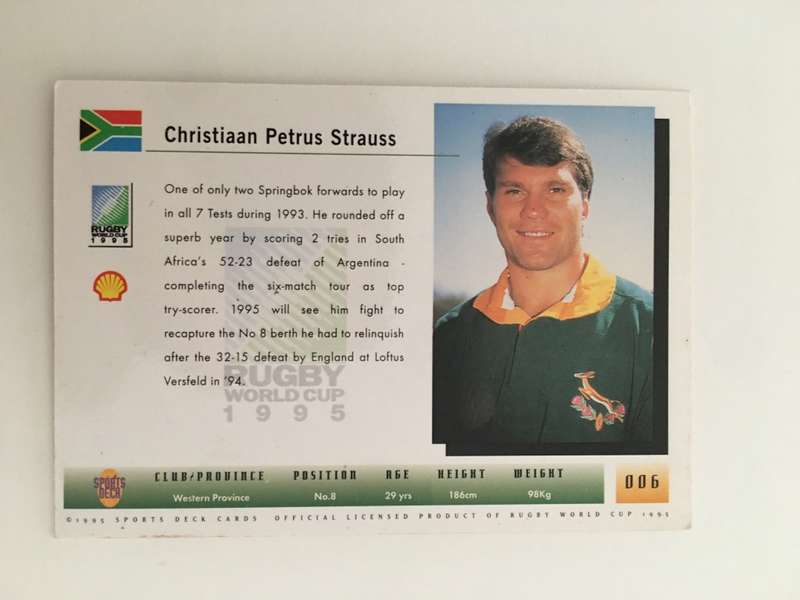 Christiaan Petrus Strauss
One of only two Springbok forwards to play
in all 7 Tests during 1993. He rounded off a
superb year by scoring 2 tries in South
Africa's 52-23 defeat of Argentina -
completing the six-match tour as top
try-scorer. 1995 will see him fight to
recapture the No 8 berth he had to relinquish
after the 32-15 defeat by England at Loftus
Versfeld in '94.
RUGBY
WORLD CUP
1995
RUGBY
WORLD CUP
1995
SPORTS
DECK
CLUB/PROVINCE POSITION AGE HEIGHT WEIGHT
Western Province No.8 29 yrs 186cm 98Kg
006
©1995 SPORTS DECK CARDS OFFICIAL LICENSED PRODUCT OF RUGBY WORLD CUP 1995